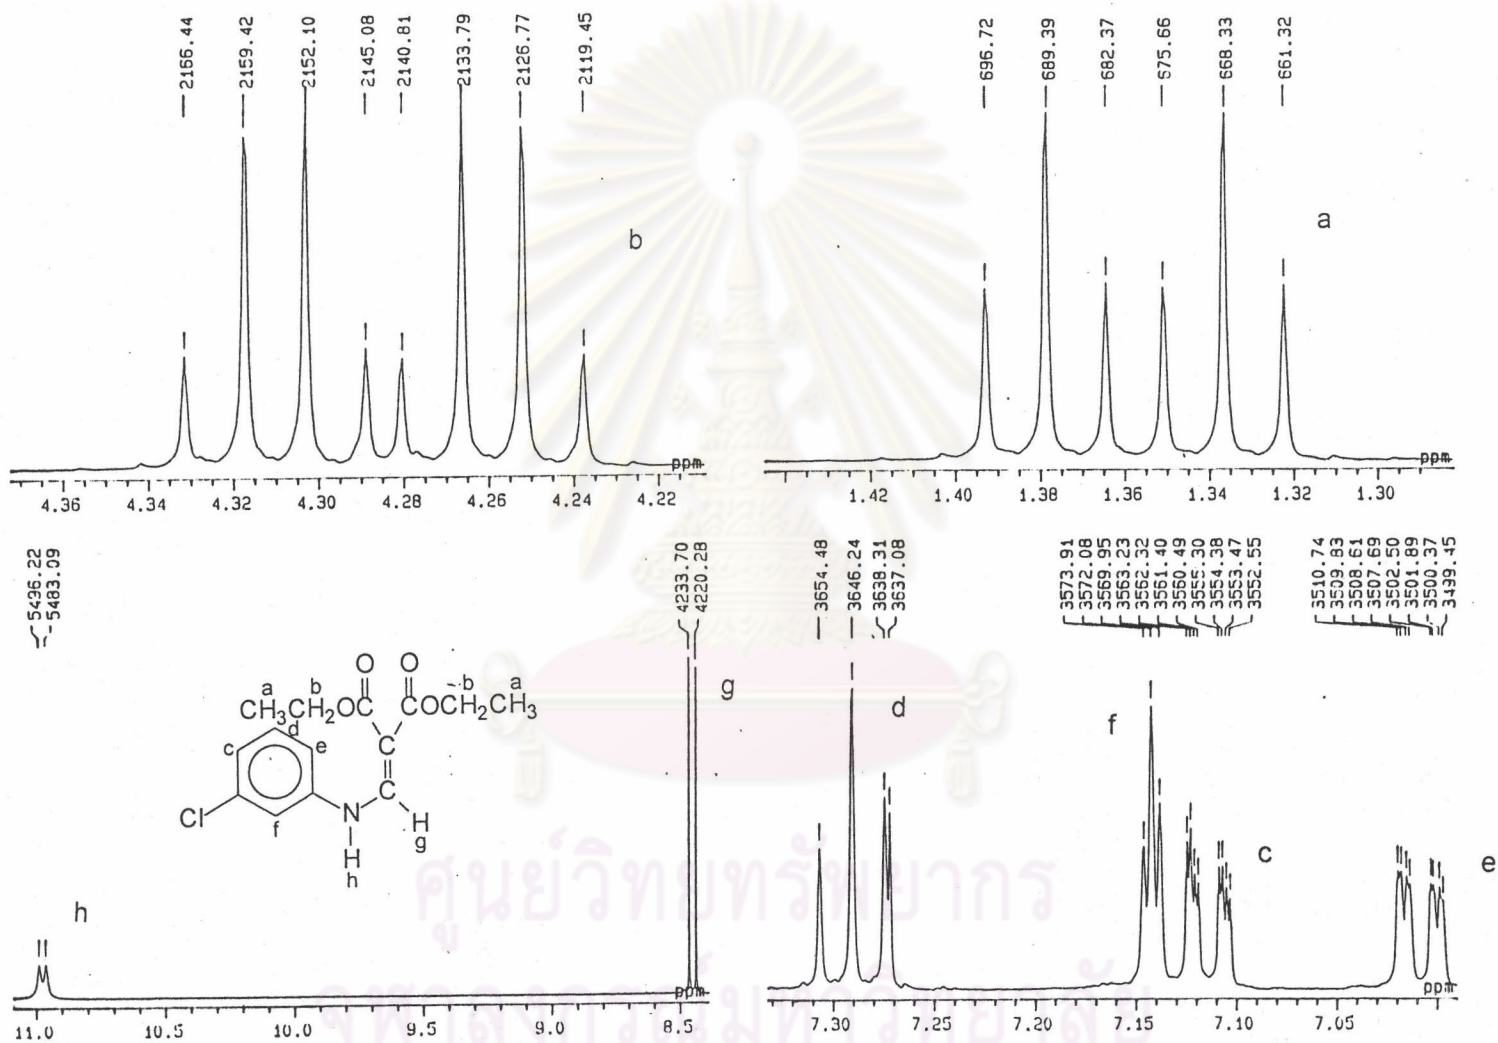 2166.44
2159.42
2152.10
2145.08
2140.81
2133.79
2126.77
2119.45
696.72
689.39
682.37
675.66
668.33
661.32
b
a
ppm
ppm
4.36 4.34 4.32 4.30 4.28 4.26 4.24 4.22
1.42 1.40 1.38 1.36 1.34 1.32 1.30
5496.22
5483.09
4233.70
4220.28
3654.48
3646.24
3638.31
3637.08
3573.91
3572.08
3569.95
3563.23
3562.32
3561.40
3560.49
3555.30
3554.38
3553.47
3552.55
3510.74
3509.83
3508.61
3507.69
3502.50
3501.89
3500.37
3499.45
O O
a b b a
CH₃CH₂OC COCH₂CH₃
d
c e C
Cl f N C H
H g
h
g
d
f
c
e
h
ppm
ppm
11.0 10.5 10.0 9.5 9.0 8.5
7.30 7.25 7.20 7.15 7.10 7.05
ศูนย์วิทยทรัพยากร
จุฬาลงกรณ์มหาวิทยาลัย